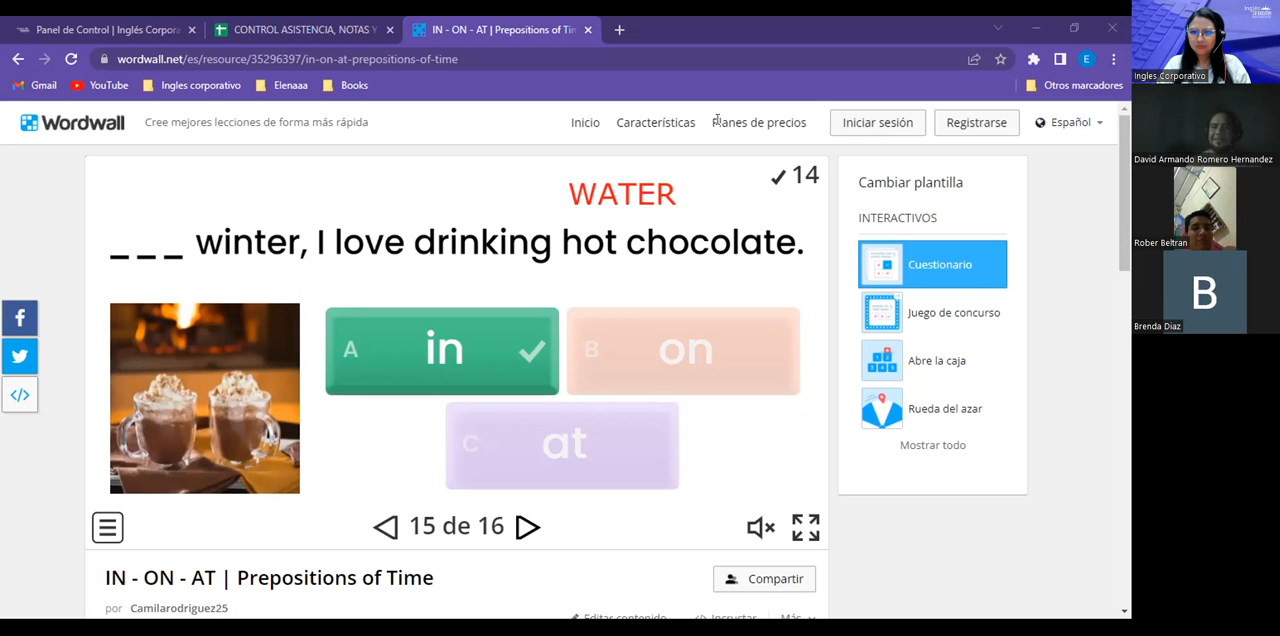 Panel de Control | Inglés Corpora
CONTROL ASISTENCIA, NOTAS Y
IN - ON - AT | Prepositions of Tim
wordwall.net/es/resource/35296397/in-on-at-prepositions-of-time
E
Gmail
YouTube
Ingles corporativo
Elenaaa
Books
Otros marcadores
Wordwall
Cree mejores lecciones de forma más rápida
Inicio
Características
Planes de precios
Iniciar sesión
Registrarse
Español
14
WATER
_ _ _ winter, I love drinking hot chocolate.
A in
B on
C at
15 de 16
Cambiar plantilla
INTERACTIVOS
Cuestionario
Juego de concurso
Abre la caja
Rueda del azar
Mostrar todo
IN - ON - AT | Prepositions of Time
Compartir
por Camilarodriguez25
Editar contenido
Incrustar
Más
Ingles Corporativo
David Armando Romero Hernandez
Rober Beltran
B
Brenda Diaz